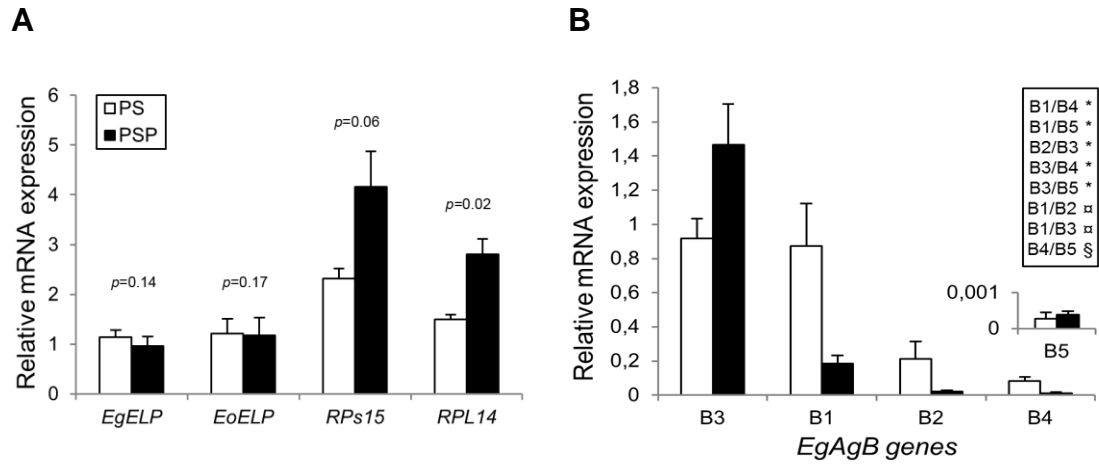 A
Relative mRNA expression
6
5
4
3
2
1
0
PS
PSP
p=0.14
p=0.17
p=0.06
p=0.02
EgELP
EoELP
RPs15
RPL14
B
Relative mRNA expression
1,8
1,6
1,4
1,2
1
0,8
0,6
0,4
0,2
0
B1/B4 *
B1/B5 *
B2/B3 *
B3/B4 *
B3/B5 *
B1/B2 ¤
B1/B3 ¤
B4/B5 §
0,001
0
B5
B3
B1
B2
B4
EgAgB genes